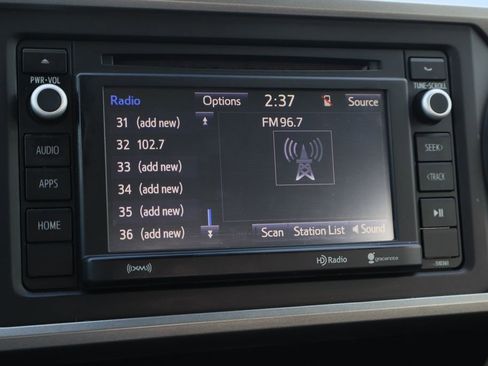 PWR•VOL
TUNE•SCROLL
Radio
Options
2:37
Source
31 (add new)
FM 96.7
32 102.7
33 (add new)
34 (add new)
35 (add new)
36 (add new)
Scan
Station List
Sound
AUDIO
APPS
HOME
SEEK>
<TRACK
((XM))
HD Radio
gracenote